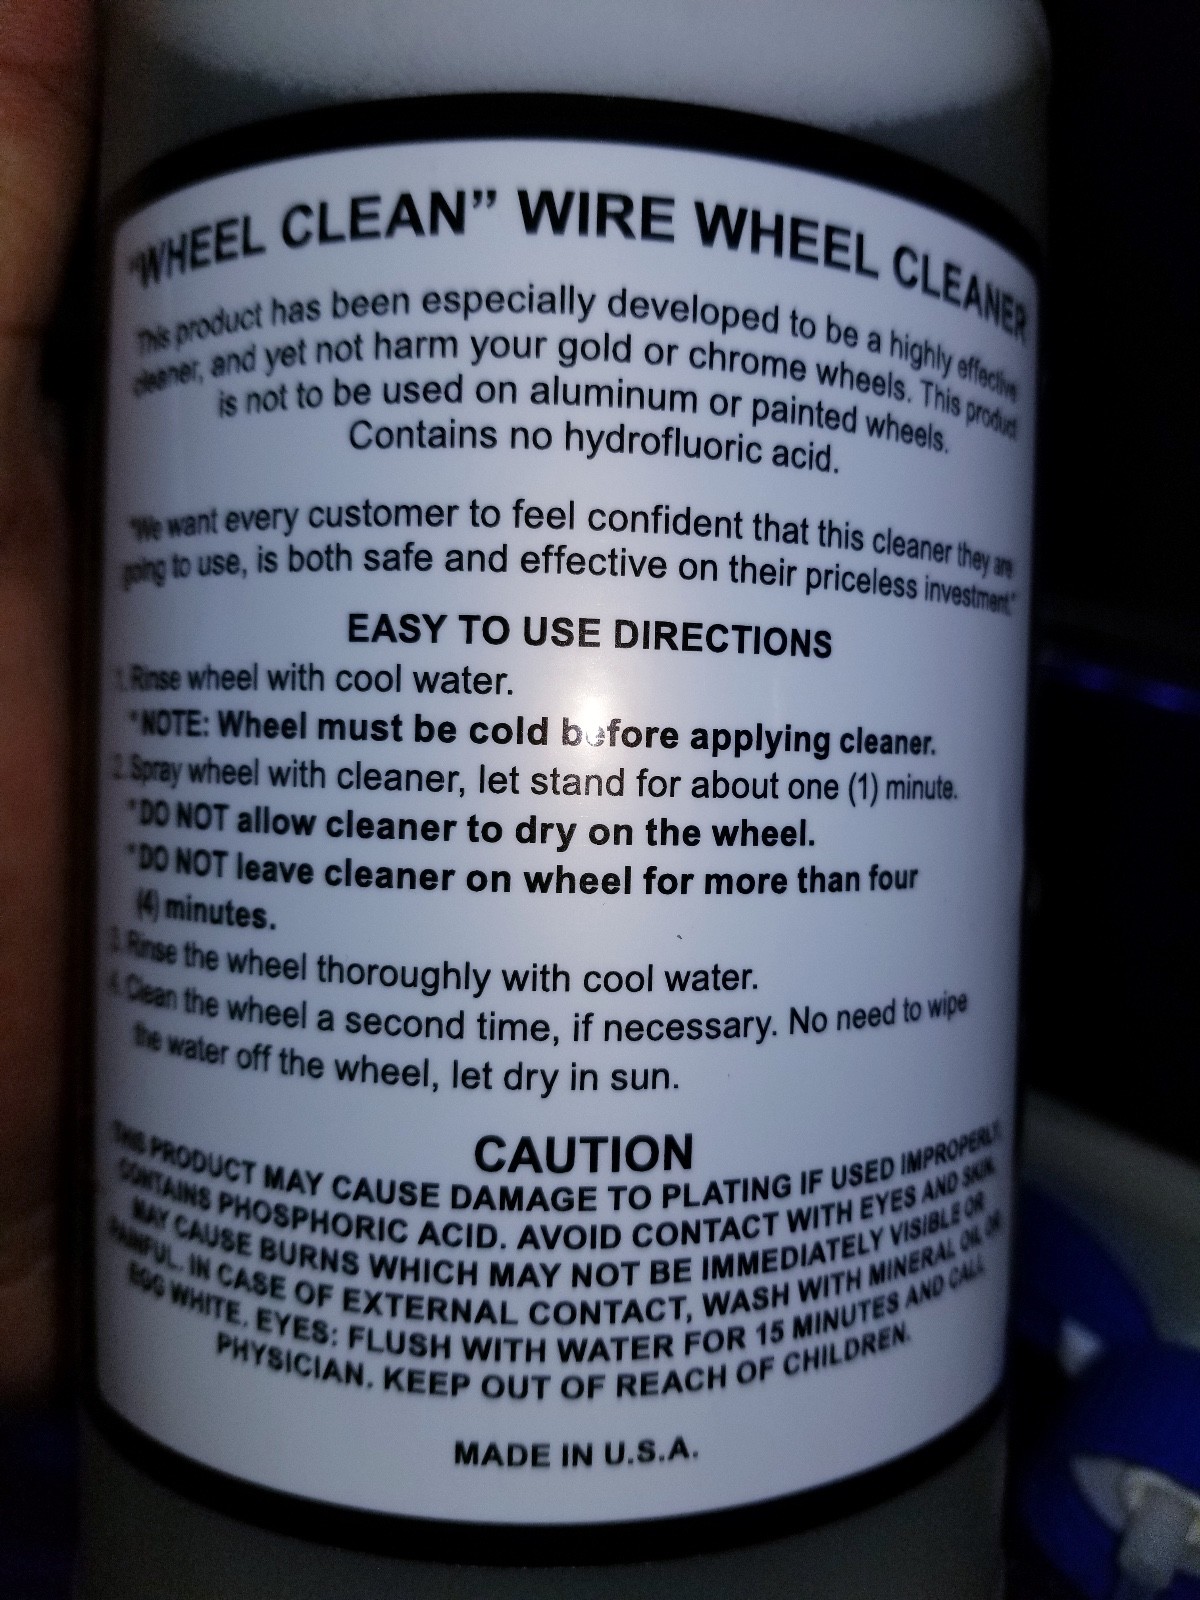 "WHEEL CLEAN" WIRE WHEEL CLEANER
This product has been especially developed to be a highly effective
cleaner, and yet not harm your gold or chrome wheels. This product
is not to be used on aluminum or painted wheels.
Contains no hydrofluoric acid.
"We want every customer to feel confident that this cleaner they are
going to use, is both safe and effective on their priceless investment."
EASY TO USE DIRECTIONS
1. Rinse wheel with cool water.
*NOTE: Wheel must be cold before applying cleaner.
2. Spray wheel with cleaner, let stand for about one (1) minute.
*DO NOT allow cleaner to dry on the wheel.
*DO NOT leave cleaner on wheel for more than four
(4) minutes.
3. Rinse the wheel thoroughly with cool water.
4. Clean the wheel a second time, if necessary. No need to wipe
the water off the wheel, let dry in sun.
CAUTION
THIS PRODUCT MAY CAUSE DAMAGE TO PLATING IF USED IMPROPERLY.
CONTAINS PHOSPHORIC ACID. AVOID CONTACT WITH EYES AND SKIN.
MAY CAUSE BURNS WHICH MAY NOT BE IMMEDIATELY VISIBLE OR
PAINFUL. IN CASE OF EXTERNAL CONTACT, WASH WITH MINERAL OIL OR
EGG WHITE. EYES: FLUSH WITH WATER FOR 15 MINUTES AND CALL
PHYSICIAN. KEEP OUT OF REACH OF CHILDREN.
MADE IN U.S.A.